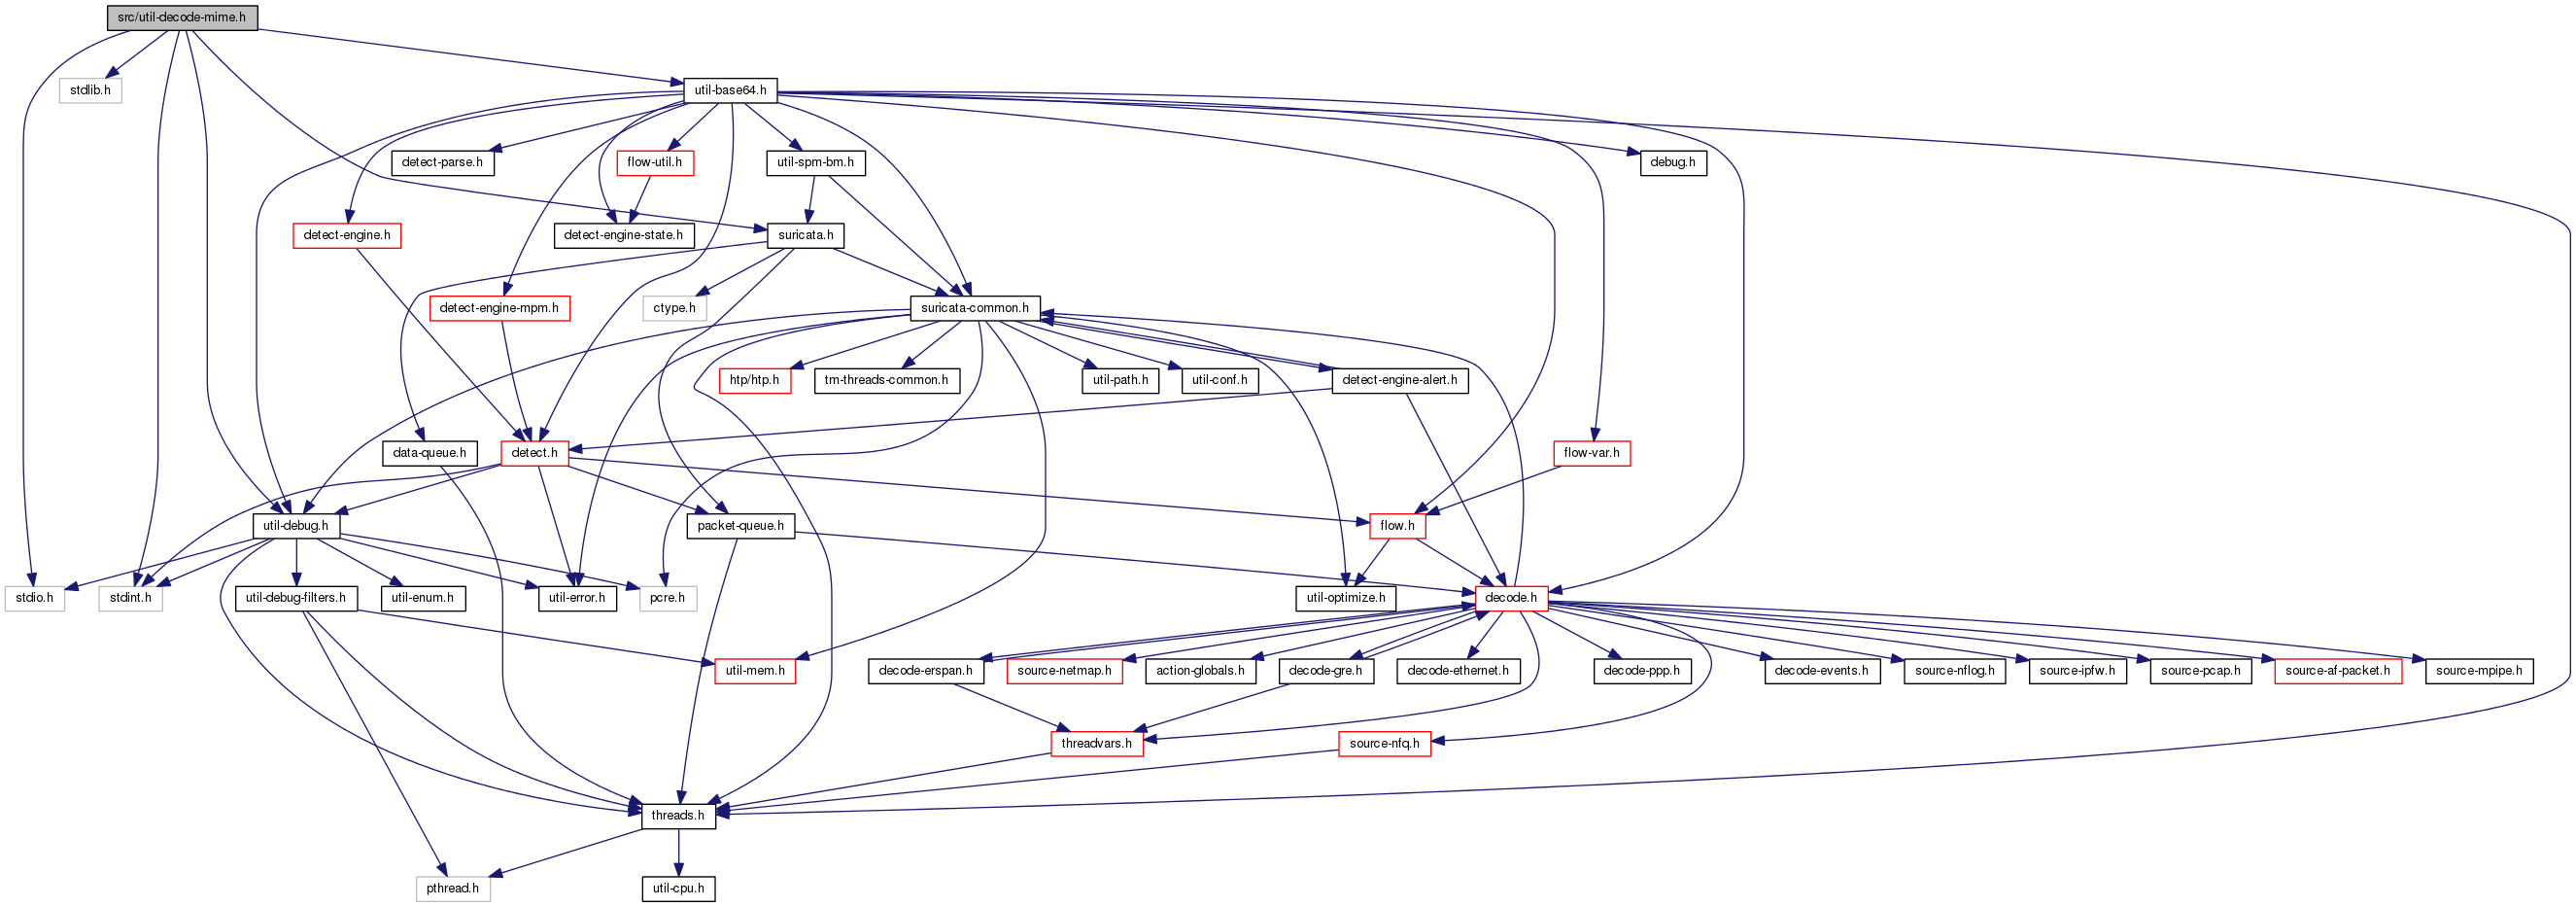 src/util-decode-mime.h
stdlib.h
util-base64.h
detect-parse.h
flow-util.h
util-spm-bm.h
debug.h
detect-engine.h
detect-engine-state.h
suricata.h
detect-engine-mpm.h
ctype.h
suricata-common.h
htp/htp.h
tm-threads-common.h
util-path.h
util-conf.h
detect-engine-alert.h
data-queue.h
detect.h
flow-var.h
util-debug.h
packet-queue.h
flow.h
stdio.h
stdint.h
util-debug-filters.h
util-enum.h
util-error.h
pcre.h
util-optimize.h
decode.h
util-mem.h
decode-erspan.h
source-netmap.h
action-globals.h
decode-gre.h
decode-ethernet.h
decode-ppp.h
decode-events.h
source-nflog.h
source-ipfw.h
source-pcap.h
source-af-packet.h
source-mpipe.h
threadvars.h
source-nfq.h
threads.h
pthread.h
util-cpu.h